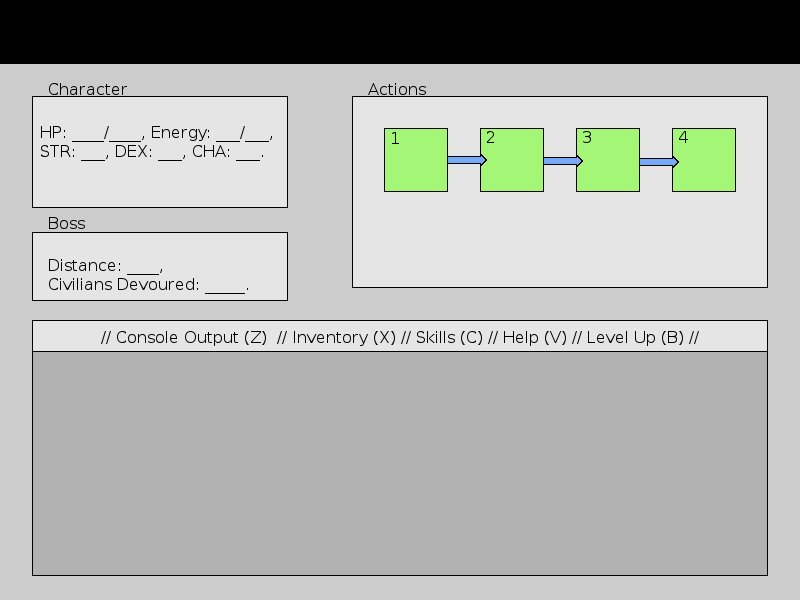 Character
HP: ____/____, Energy: ___/___,
STR: ___, DEX: ___, CHA: ___.
Boss
Distance: ____,
Civilians Devoured: _____.
Actions
1
2
3
4
// Console Output (Z)  // Inventory (X) // Skills (C) // Help (V) // Level Up (B) //